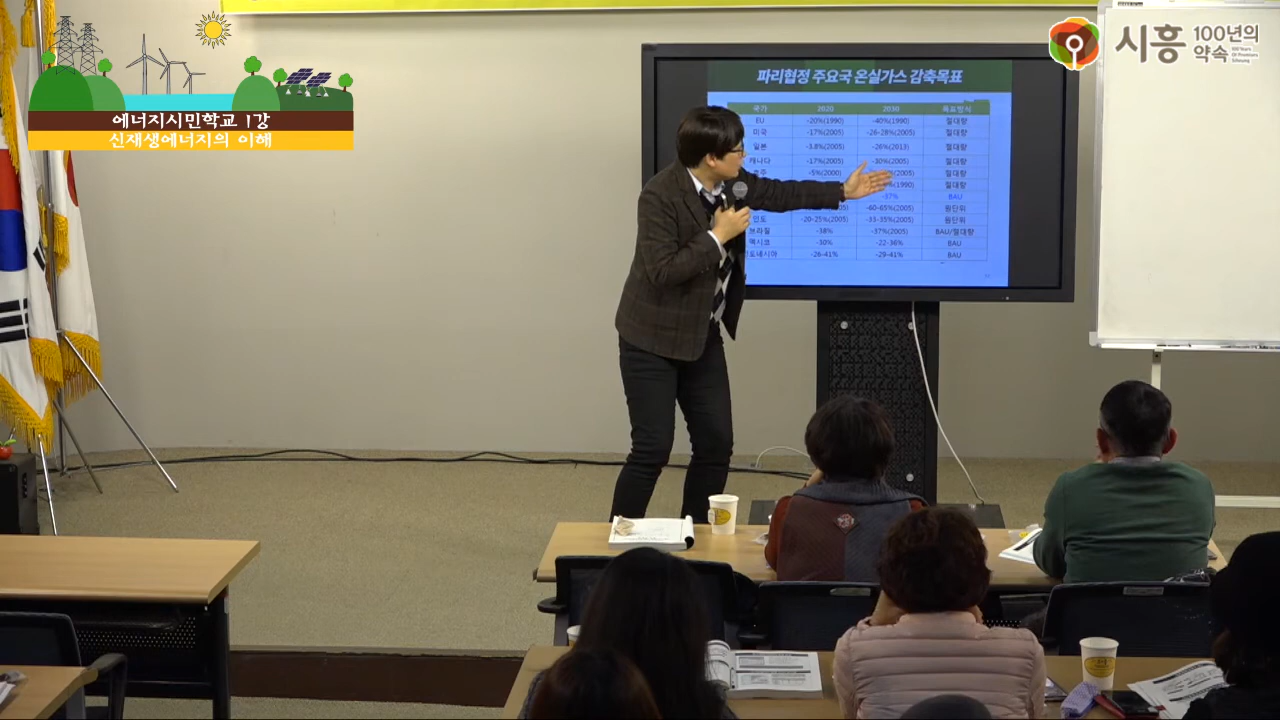 에너지시민학교 1강
신재생에너지의 이해
시흥 100년의 약속
파리협정 주요국 온실가스 감축목표
국가 2020 2030 목표방식
EU -20%(1990) -40%(1990) 절대량
미국 -17%(2005) -26-28%(2005) 절대량
일본 -3.8%(2005) -26%(2013) 절대량
캐나다 -17%(2005) -30%(2005) 절대량
-5%(2000) (2005) 절대량
(1990) 절대량
-37% BAU
-60-65%(2005) 원단위
인도 -20-25%(2005) -33-35%(2005) 원단위
브라질 -38% -37%(2005) BAU/절대량
멕시코 -30% -22-36% BAU
도네시아 -26-41% -29-41% BAU